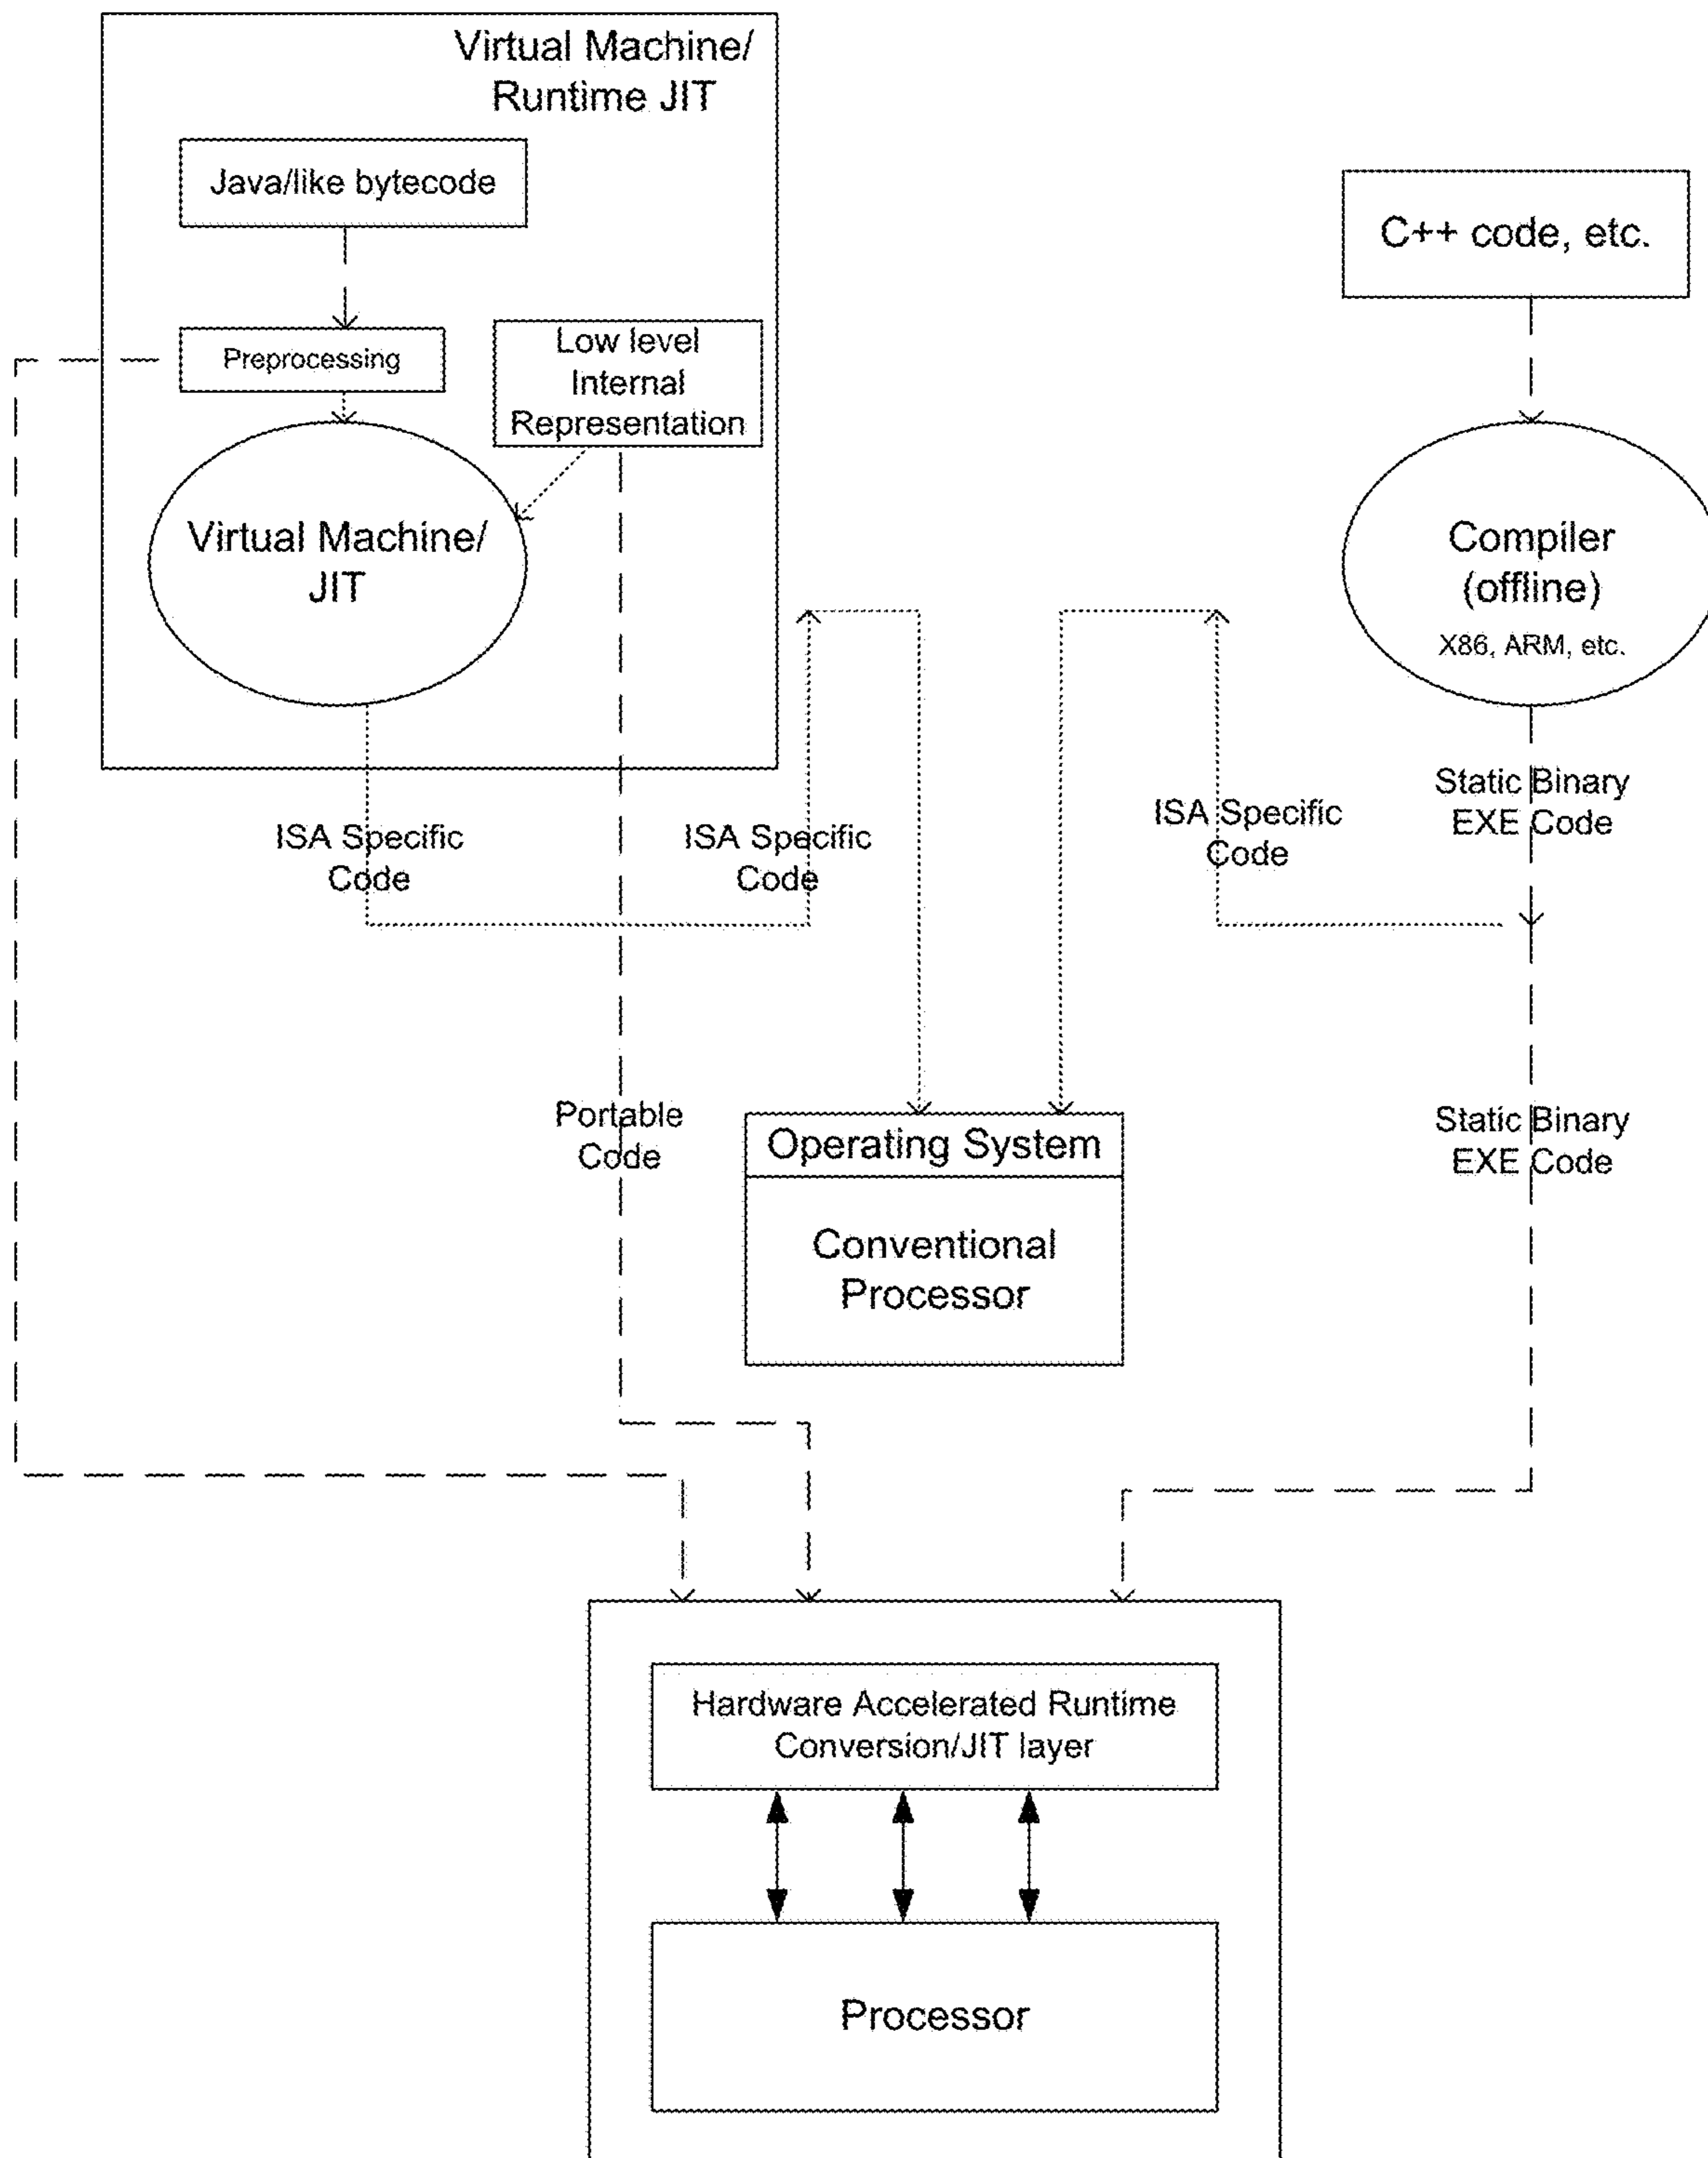 Virtual Machine/
Runtime JIT
Java/like bytecode
C++ code, etc.
Preprocessing
Low level
Internal
Representation
Virtual Machine/
JIT
Compiler
(offline)
X86, ARM, etc.
Static Binary
EXE Code
ISA Specific
Code
ISA Specific
Code
ISA Specific
Code
Portable
Code
Operating System
Static Binary
EXE Code
Conventional
Processor
Hardware Accelerated Runtime
Conversion/JIT layer
Processor